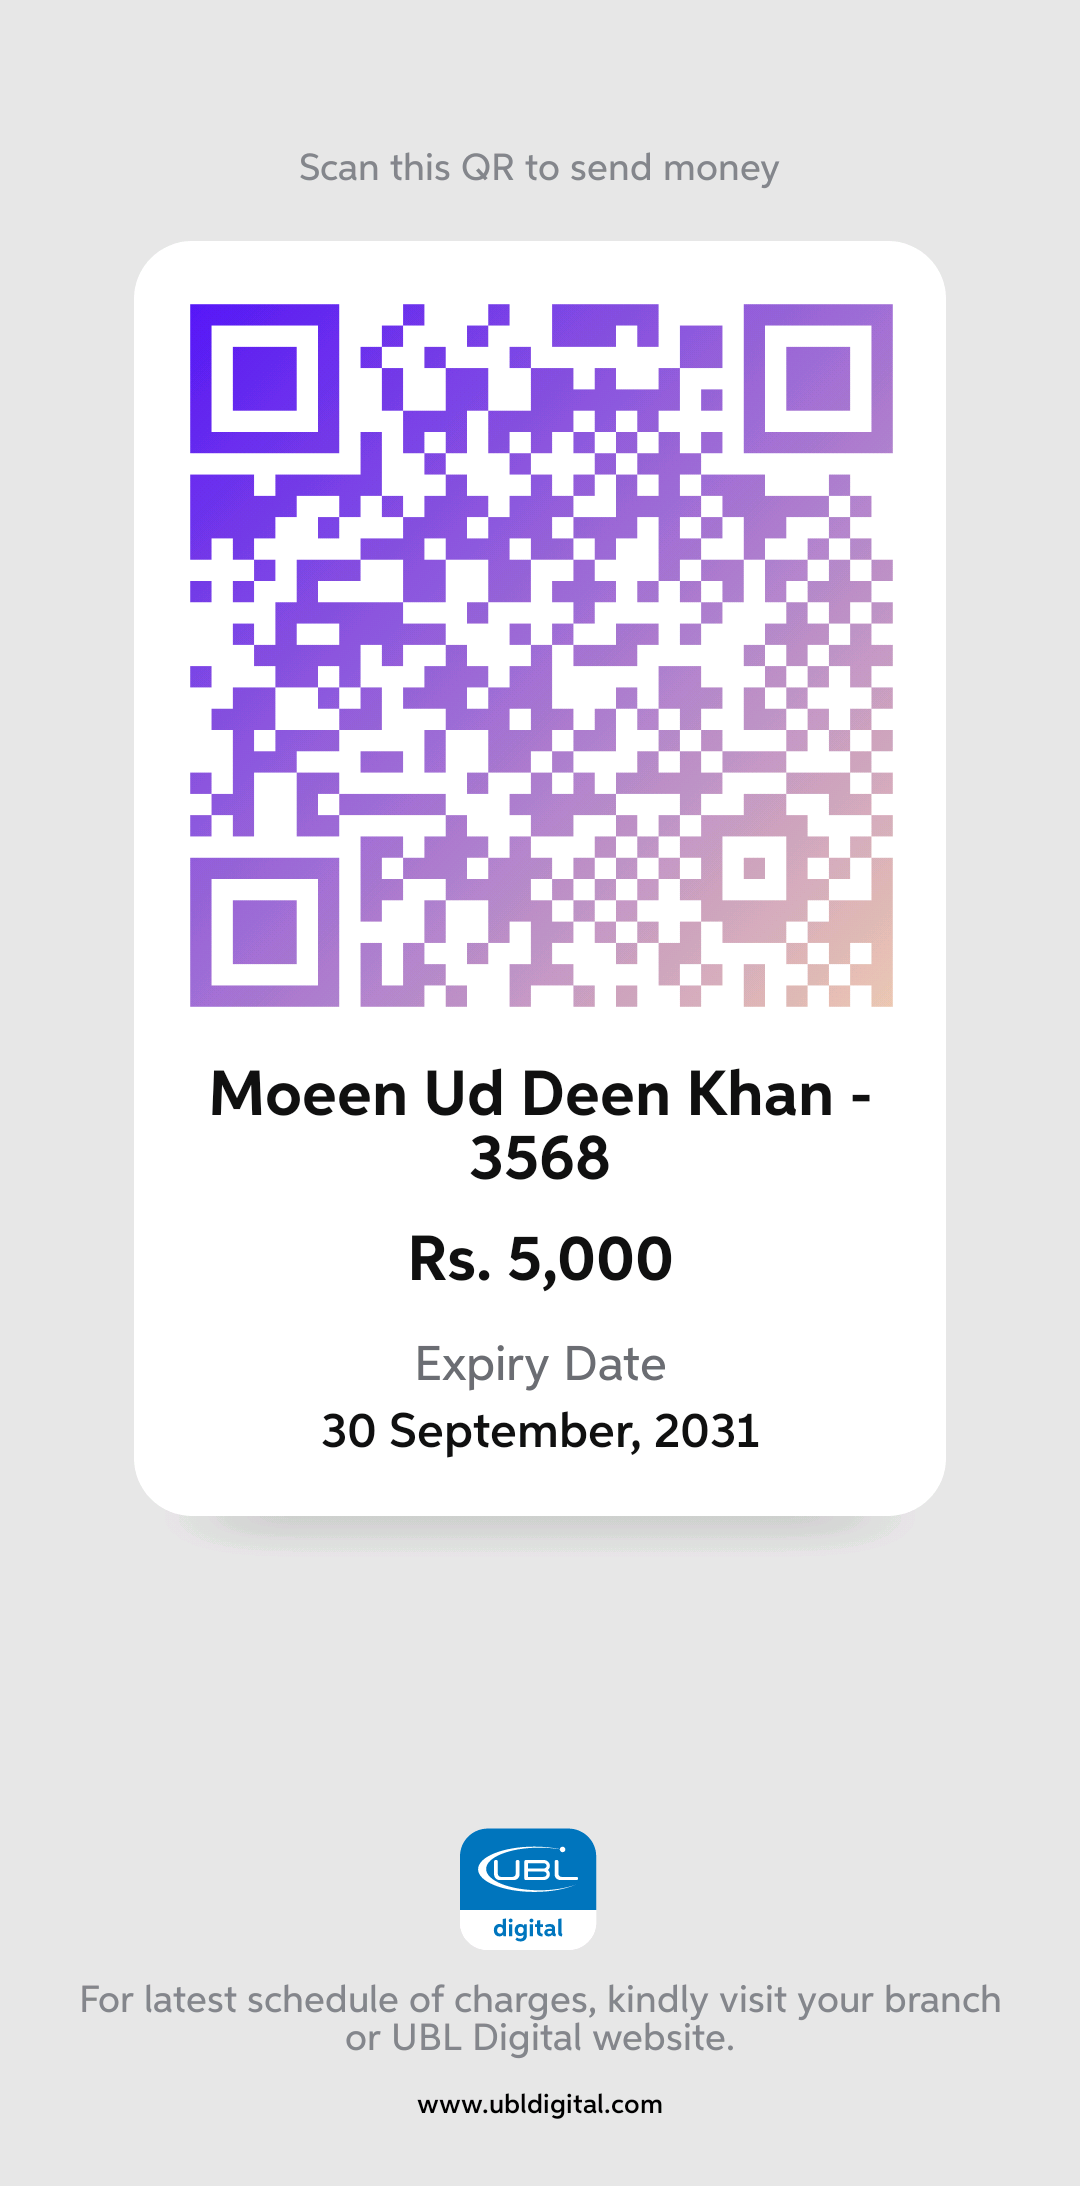 Scan this QR to send money
Moeen Ud Deen Khan -
3568
Rs. 5,000
Expiry Date
30 September, 2031
UBL
digital
For latest schedule of charges, kindly visit your branch
or UBL Digital website.
www.ubldigital.com